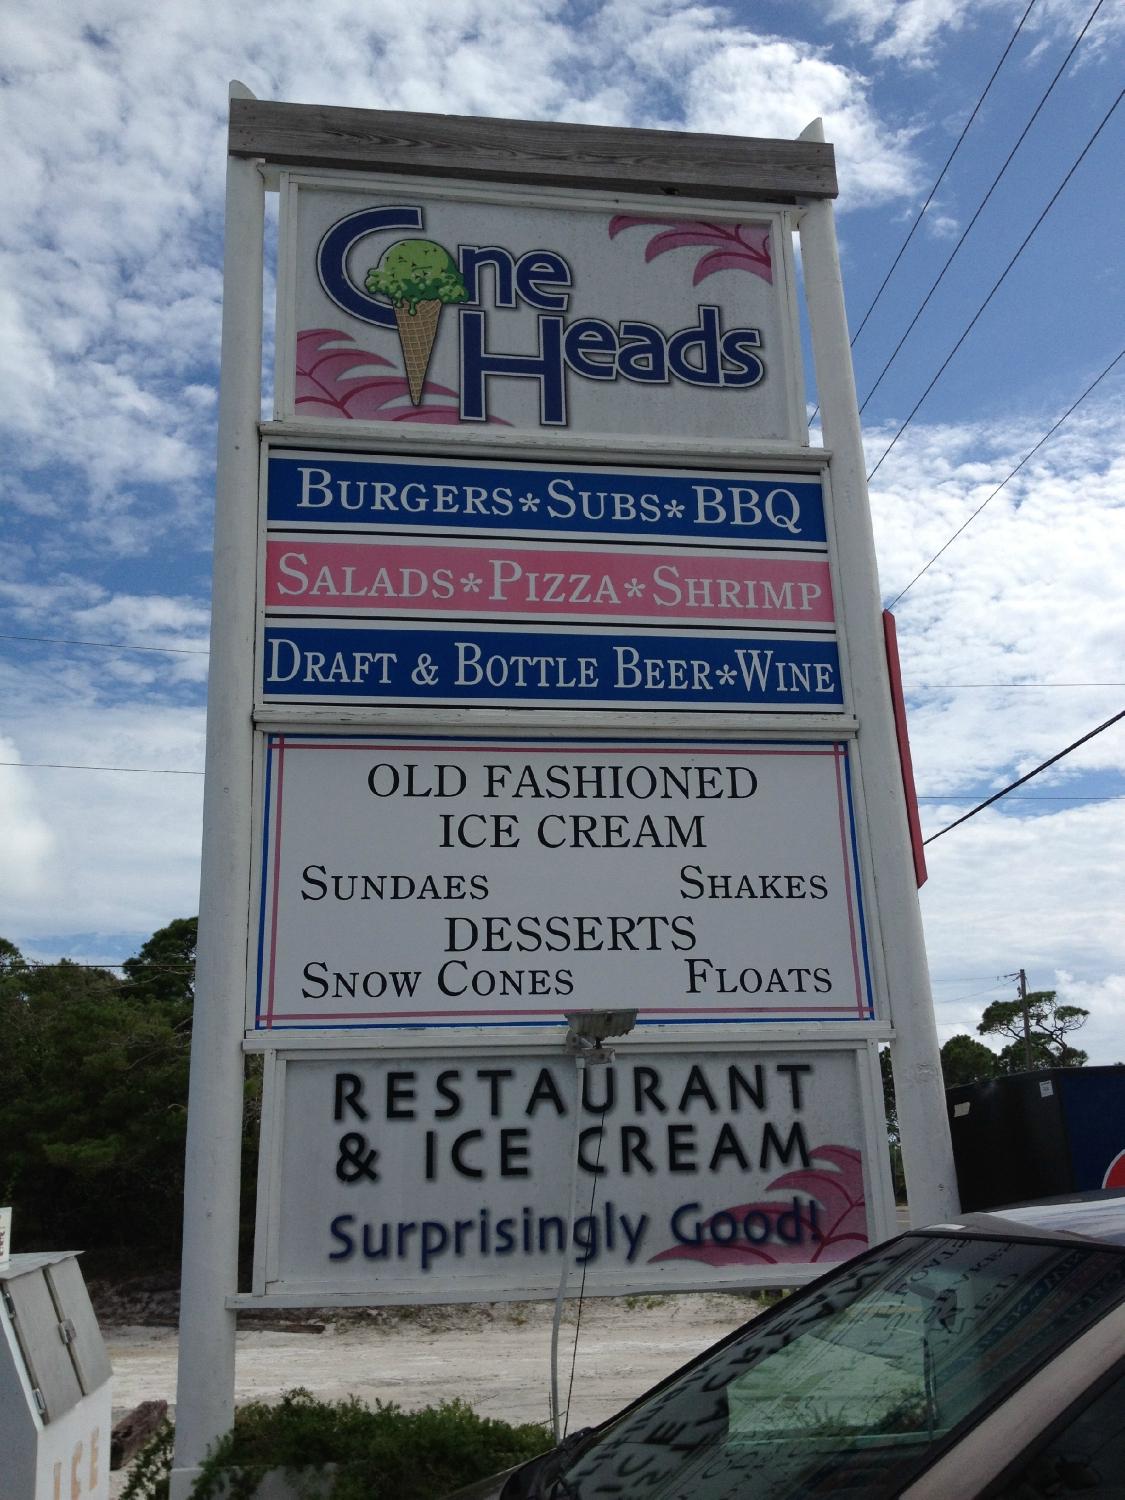 Cone
Heads
BURGERS*SUBS*BBQ
SALADS*PIZZA*SHRIMP
DRAFT & BOTTLE BEER*WINE
OLD FASHIONED
ICE CREAM
SUNDAES SHAKES
DESSERTS
SNOW CONES FLOATS
RESTAURANT
& ICE CREAM
Surprisingly Good!
ICE